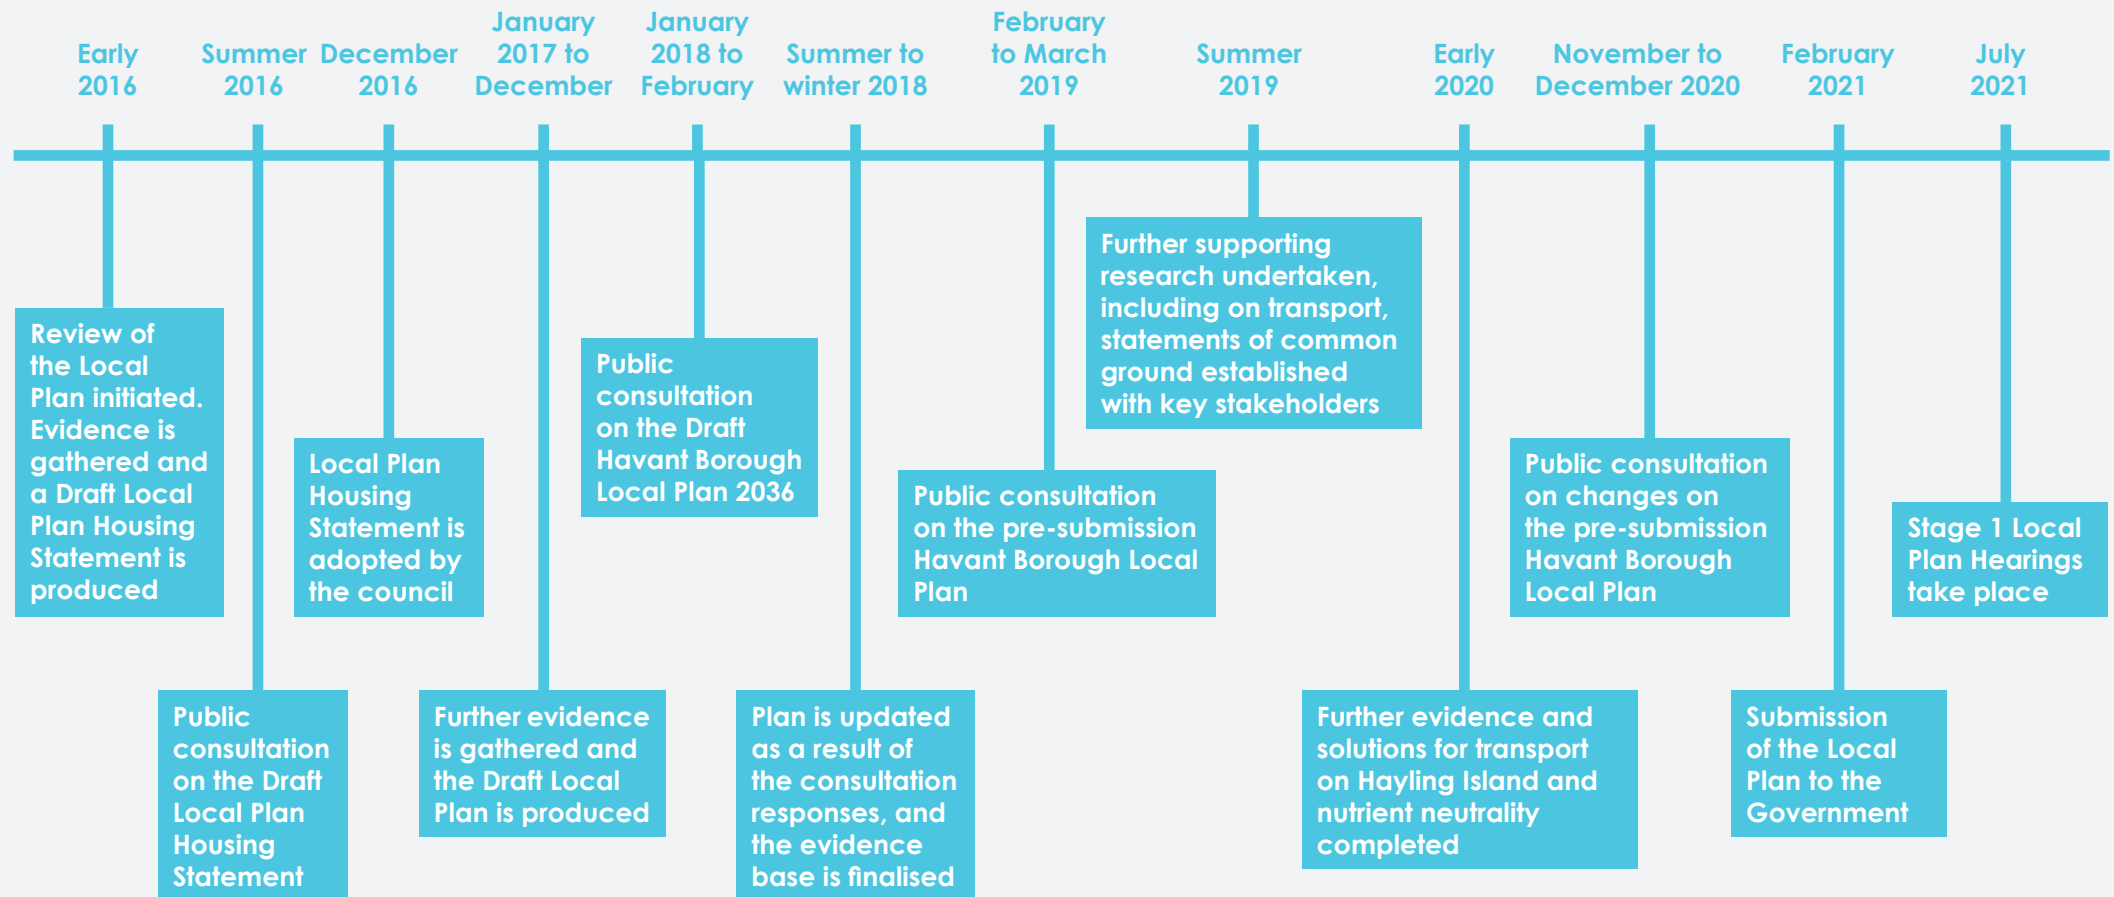 Early
2016
Summer
2016
December
2016
January
2017 to
December
January
2018 to
February
Summer to
winter 2018
February
to March
2019
Summer
2019
Early
2020
November to
December 2020
February
2021
July
2021
Review of
the Local
Plan initiated.
Evidence is
gathered and
a Draft Local
Plan Housing
Statement is
produced
Public
consultation
on the Draft
Local Plan
Housing
Statement
Local Plan
Housing
Statement is
adopted by
the council
Further evidence
is gathered and
the Draft Local
Plan is produced
Public
consultation
on the Draft
Havant Borough
Local Plan 2036
Plan is updated
as a result of
the consultation
responses, and
the evidence
base is finalised
Public consultation
on the pre-submission
Havant Borough Local
Plan
Further supporting
research undertaken,
including on transport,
statements of common
ground established
with key stakeholders
Further evidence and
solutions for transport
on Hayling Island and
nutrient neutrality
completed
Public consultation
on changes on
the pre-submission
Havant Borough
Local Plan
Submission
of the Local
Plan to the
Government
Stage 1 Local
Plan Hearings
take place